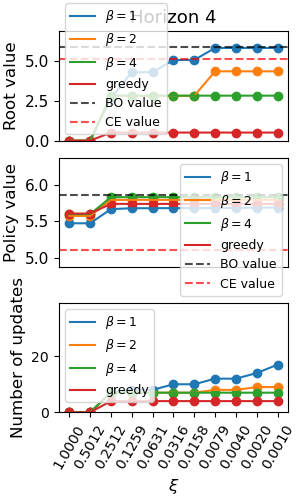 Horizon 4
Root value
5.0
2.5
0.0
β = 1
β = 2
β = 4
greedy
BO value
CE value
Policy value
6.0
5.5
5.0
β = 1
β = 2
β = 4
greedy
BO value
CE value
Number of updates
20
0
β = 1
β = 2
β = 4
greedy
1.0000
0.5012
0.2512
0.1259
0.0631
0.0316
0.0158
0.0079
0.0040
0.0020
0.0010
ξ